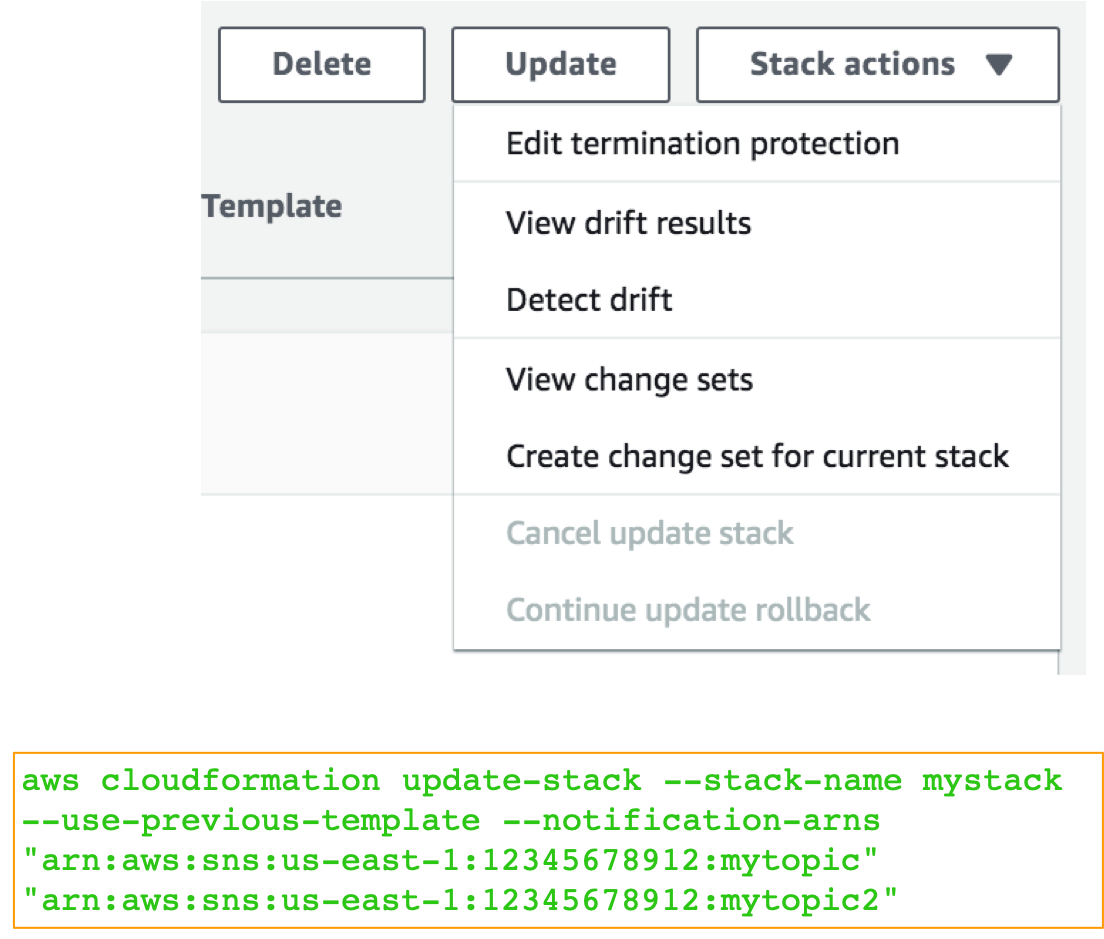 Delete
Update
Stack actions
Edit termination protection
Template
View drift results
Detect drift
View change sets
Create change set for current stack
Cancel update stack
Continue update rollback
aws cloudformation update-stack --stack-name mystack
--use-previous-template --notification-arns
"arn:aws:sns:us-east-1:12345678912:mytopic"
"arn:aws:sns:us-east-1:12345678912:mytopic2"